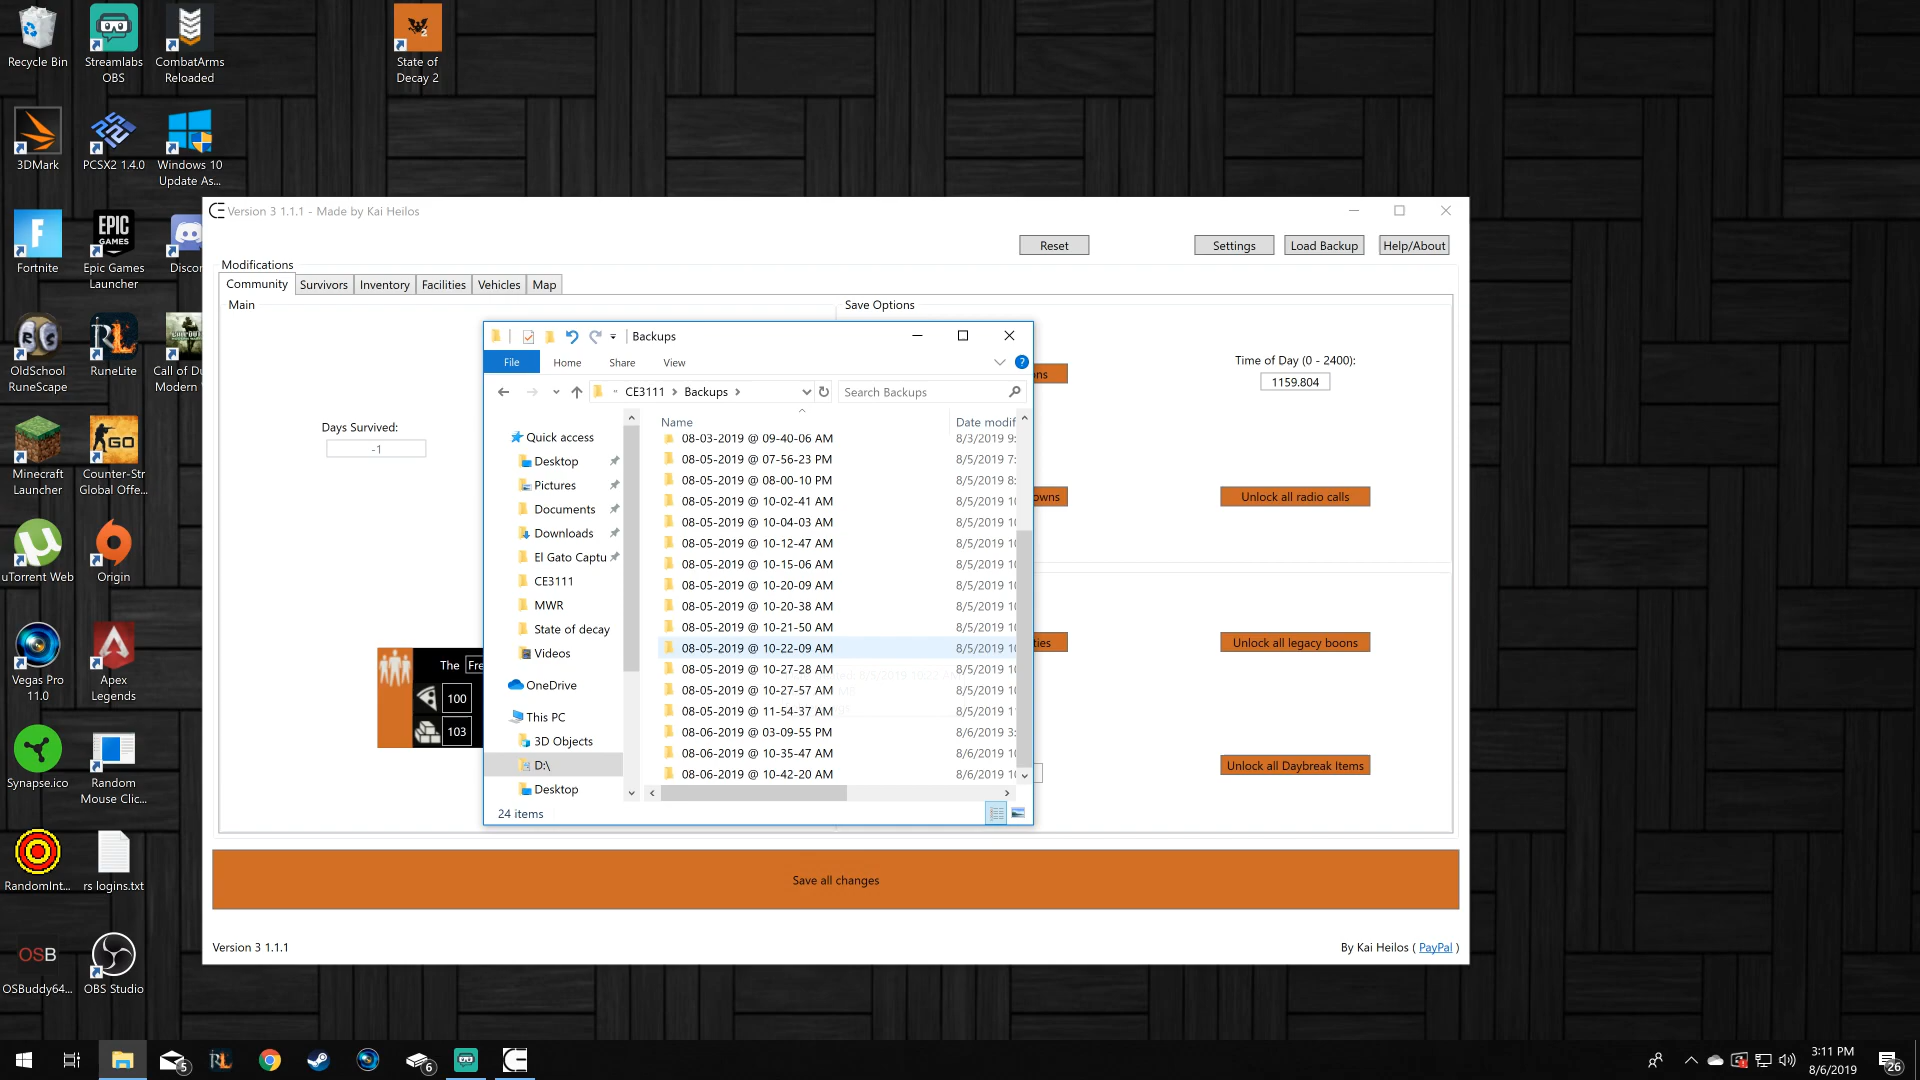 Recycle Bin
Streamlabs
OBS
CombatArms
Reloaded
State of
Decay 2
3DMark
PCSX2 1.4.0
Windows 10
Update As...
Fortnite
EPIC
GAMES
Epic Games
Launcher
Discor
OldSchool
RuneScape
RuneLite
Call of Du
Modern
Minecraft
Launcher
GO
Counter-Str
Global Offe...
uTorrent Web
Origin
Vegas Pro
11.0
Apex
Legends
Synapse.ico
Random
Mouse Clic...
RandomInt...
rs logins.txt
OSB
OSBuddy64...
OBS Studio
Version 3 1.1.1 - Made by Kai Heilos
Reset
Settings
Load Backup
Help/About
Modifications
Community
Survivors
Inventory
Facilities
Vehicles
Map
Main
Save Options
Days Survived:
-1
The Fre
100
103
ons
Time of Day (0 - 2400):
1159.804
owns
Unlock all radio calls
ties
Unlock all legacy boons
Unlock all Daybreak Items
Backups
File
Home
Share
View
CE3111 > Backups >
Search Backups
Quick access
Desktop
Pictures
Documents
Downloads
El Gato Captu
CE3111
MWR
State of decay
Videos
OneDrive
This PC
3D Objects
D:\
Desktop
Name
Date modif
08-03-2019 @ 09-40-06 AM 8/3/2019 9:
08-05-2019 @ 07-56-23 PM 8/5/2019 7:
08-05-2019 @ 08-00-10 PM 8/5/2019 8:
08-05-2019 @ 10-02-41 AM 8/5/2019 10
08-05-2019 @ 10-04-03 AM 8/5/2019 10
08-05-2019 @ 10-12-47 AM 8/5/2019 10
08-05-2019 @ 10-15-06 AM 8/5/2019 10
08-05-2019 @ 10-20-09 AM 8/5/2019 10
08-05-2019 @ 10-20-38 AM 8/5/2019 10
08-05-2019 @ 10-21-50 AM 8/5/2019 10
08-05-2019 @ 10-22-09 AM 8/5/2019 10
08-05-2019 @ 10-27-28 AM 8/5/2019 10
08-05-2019 @ 10-27-57 AM 8/5/2019 10
08-05-2019 @ 11-54-37 AM 8/5/2019 11
08-06-2019 @ 03-09-55 PM 8/6/2019 3:
08-06-2019 @ 10-35-47 AM 8/6/2019 10
08-06-2019 @ 10-42-20 AM 8/6/2019 10
24 items
Save all changes
Version 3 1.1.1
By Kai Heilos ( PayPal )
5
6
3:11 PM
8/6/2019
26